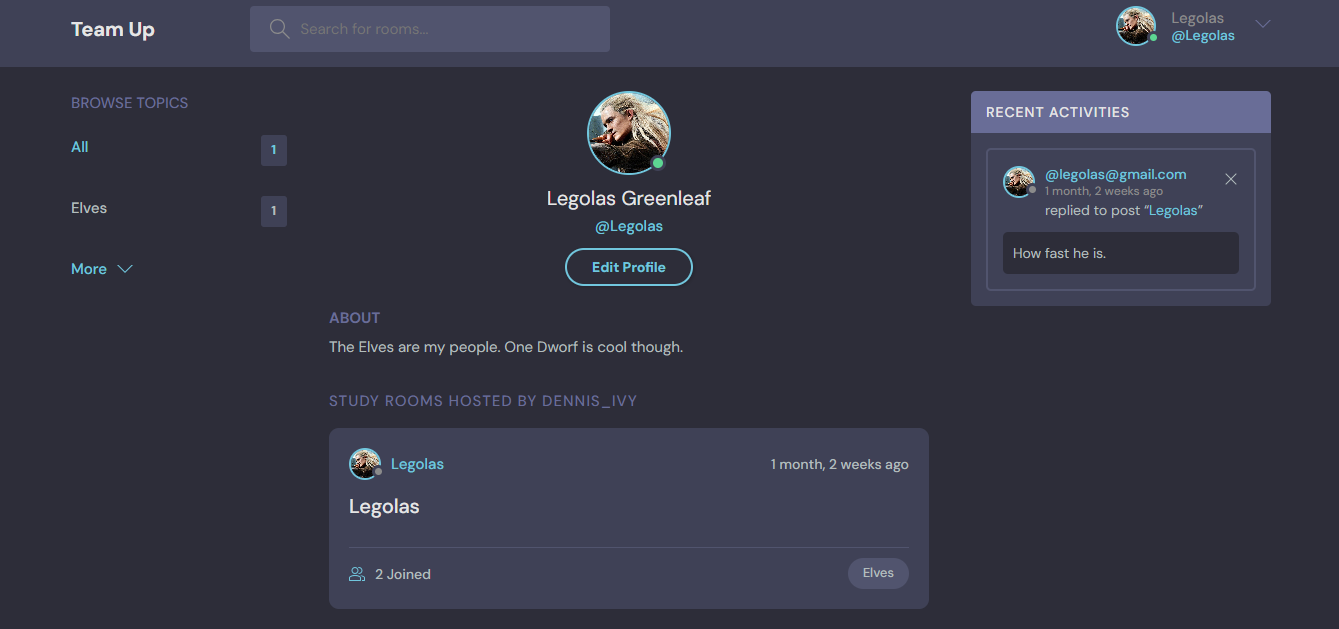 Team Up
Search for rooms...
Legolas
@Legolas
BROWSE TOPICS
All
1
Elves
1
More
Legolas Greenleaf
@Legolas
Edit Profile
ABOUT
The Elves are my people. One Dworf is cool though.
STUDY ROOMS HOSTED BY DENNIS_IVY
Legolas
1 month, 2 weeks ago
Legolas
2 Joined
Elves
RECENT ACTIVITIES
@legolas@gmail.com
1 month, 2 weeks ago
replied to post “Legolas”
How fast he is.